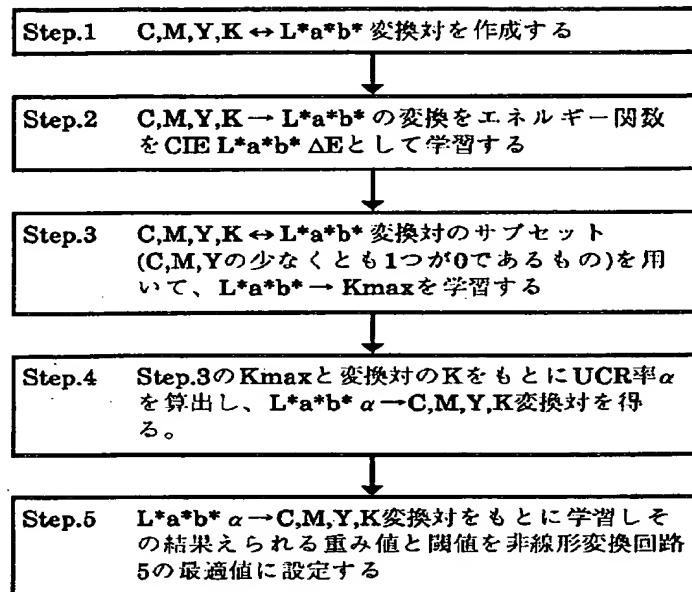 Step.1 C,M,Y,K ↔ L*a*b* 変換対を作成する
Step.2 C,M,Y,K → L*a*b* の変換をエネルギー関数
をCIE L*a*b* ΔEとして学習する
Step.3 C,M,Y,K ↔ L*a*b* 変換対のサブセット
(C,M,Yの少なくとも1つが0であるもの)を用
いて、L*a*b* → Kmaxを学習する
Step.4 Step.3のKmaxと変換対のKをもとにUCR率α
を算出し、L*a*b* α→C,M,Y,K変換対を得
る。
Step.5 L*a*b* α→C,M,Y,K変換対をもとに学習しそ
の結果えられる重み値と閾値を非線形変換回路
5の最適値に設定する